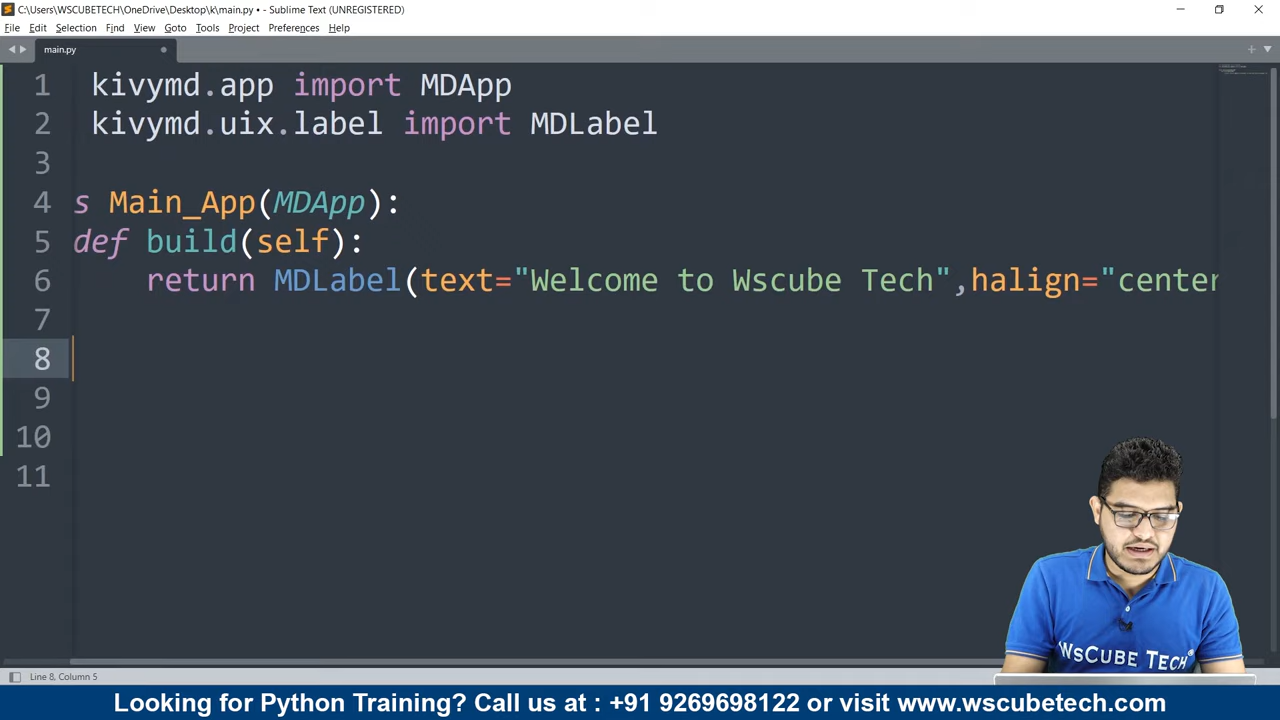 C:\Users\WSCUBETECH\OneDrive\Desktop\k\main.py • - Sublime Text (UNREGISTERED)
File Edit Selection Find View Goto Tools Project Preferences Help
main.py
1 kivymd.app import MDApp
2 kivymd.uix.label import MDLabel
3
4 s Main_App(MDApp):
5 def build(self):
6 return MDLabel(text="Welcome to Wscube Tech",halign="center
7
8
9
10
11
WSCUBE TECH
Line 8, Column 5
Looking for Python Training? Call us at : +91 9269698122 or visit www.wscubetech.com